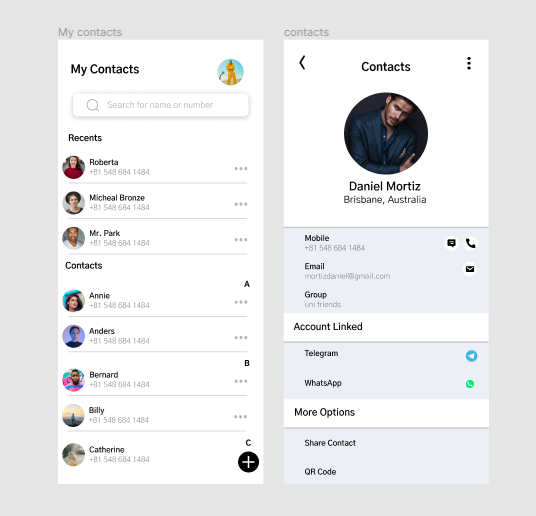 My contacts
My Contacts
Search for name or number
Recents
Roberta
+81 548 684 1484
Micheal Bronze
+81 548 684 1484
Mr. Park
+81 548 684 1484
Contacts
A
Annie
+81 548 684 1484
Anders
+81 548 684 1484
B
Bernard
+81 548 684 1484
Billy
+81 548 684 1484
C
Catherine
+81 548 684 1484
contacts
Contacts
Daniel Mortiz
Brisbane, Australia
Mobile
+81 548 684 1484
Email
mortizdaniel@gmail.com
Group
uni friends
Account Linked
Telegram
WhatsApp
More Options
Share Contact
QR Code